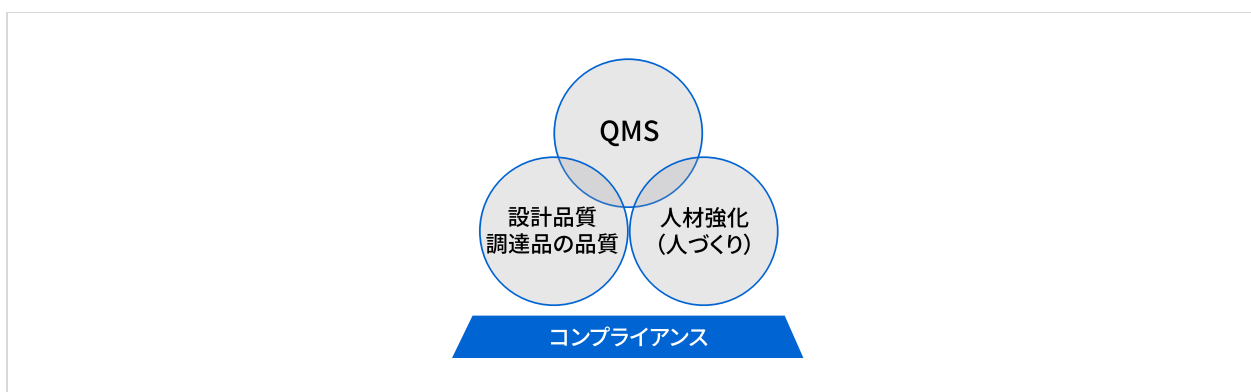 QMS
設計品質
調達品の品質
人材強化
（人づくり）
コンプライアンス